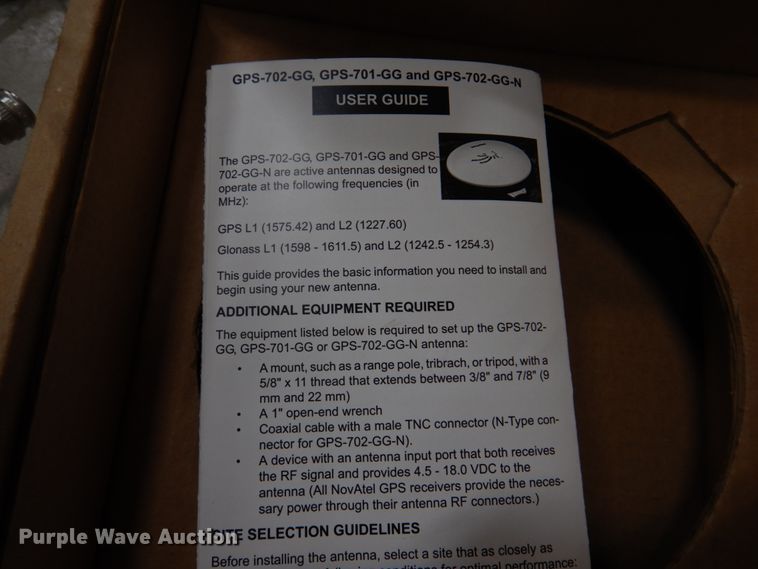 GPS-702-GG, GPS-701-GG and GPS-702-GG-N
USER GUIDE
The GPS-702-GG, GPS-701-GG and GPS-
702-GG-N are active antennas designed to
operate at the following frequencies (in
MHz):
GPS L1 (1575.42) and L2 (1227.60)
Glonass L1 (1598 - 1611.5) and L2 (1242.5 - 1254.3)
This guide provides the basic information you need to install and
begin using your new antenna.
ADDITIONAL EQUIPMENT REQUIRED
The equipment listed below is required to set up the GPS-702-
GG, GPS-701-GG or GPS-702-GG-N antenna:
• A mount, such as a range pole, tribrach, or tripod, with a
5/8" x 11 thread that extends between 3/8" and 7/8" (9
mm and 22 mm)
• A 1" open-end wrench
• Coaxial cable with a male TNC connector (N-Type con-
nector for GPS-702-GG-N).
• A device with an antenna input port that both receives
the RF signal and provides 4.5 - 18.0 VDC to the
antenna (All NovAtel GPS receivers provide the neces-
sary power through their antenna RF connectors.)
SITE SELECTION GUIDELINES
Before installing the antenna, select a site that as closely as
conditions for optimal performance:
Purple Wave Auction